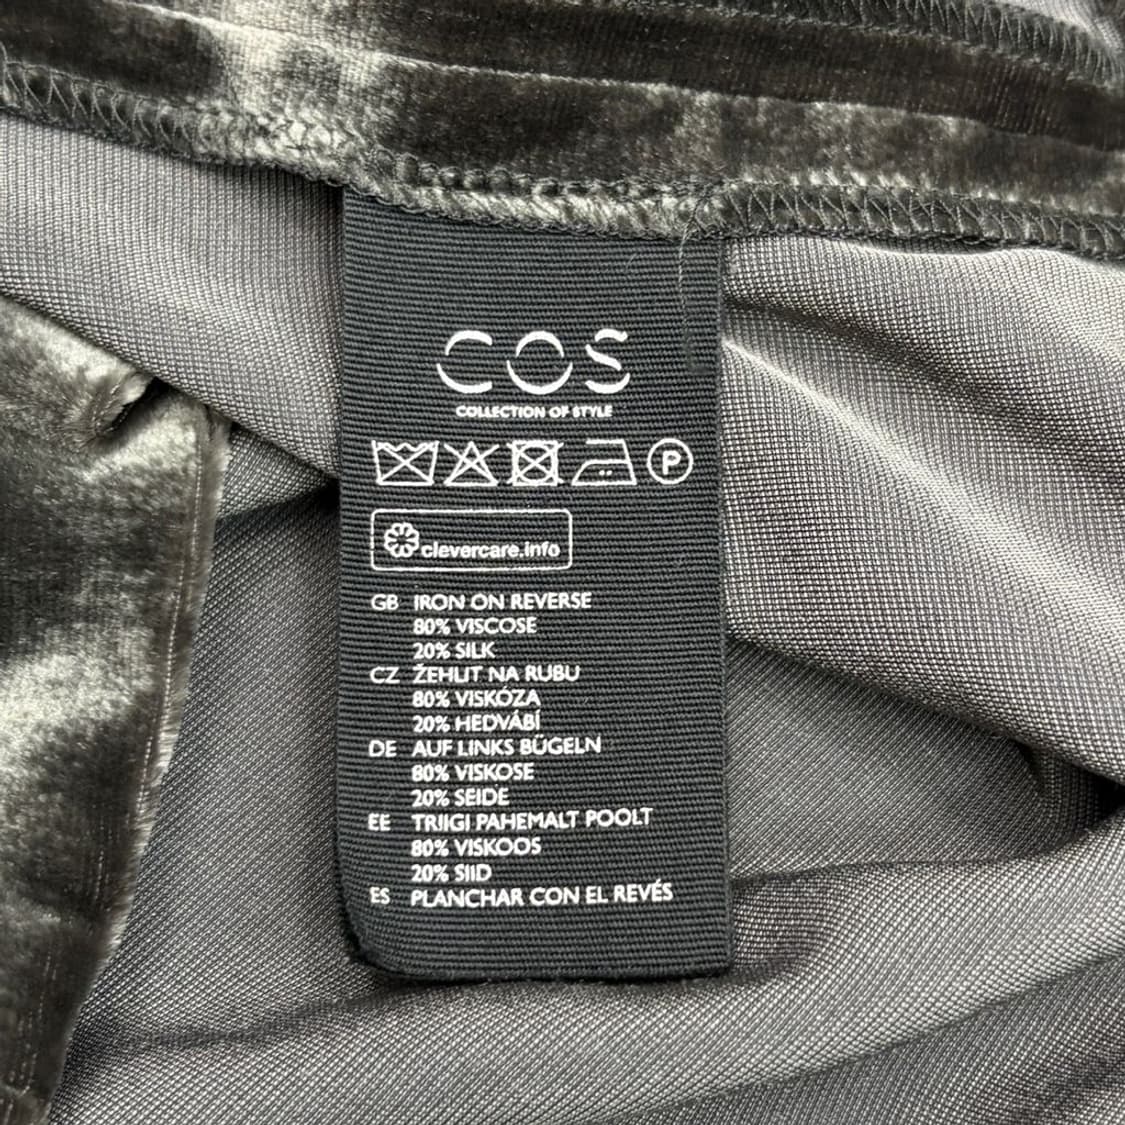 COS
COLLECTION OF STYLE
P
clevercare.info
GB IRON ON REVERSE
80% VISCOSE
20% SILK
CZ ŽEHLIT NA RUBU
80% VISKÓZA
20% HEDVÁBÍ
DE AUF LINKS BÜGELN
80% VISKOSE
20% SEIDE
EE TRIIGI PAHEMALT POOLT
80% VISKOOS
20% SIID
ES PLANCHAR CON EL REVÉS